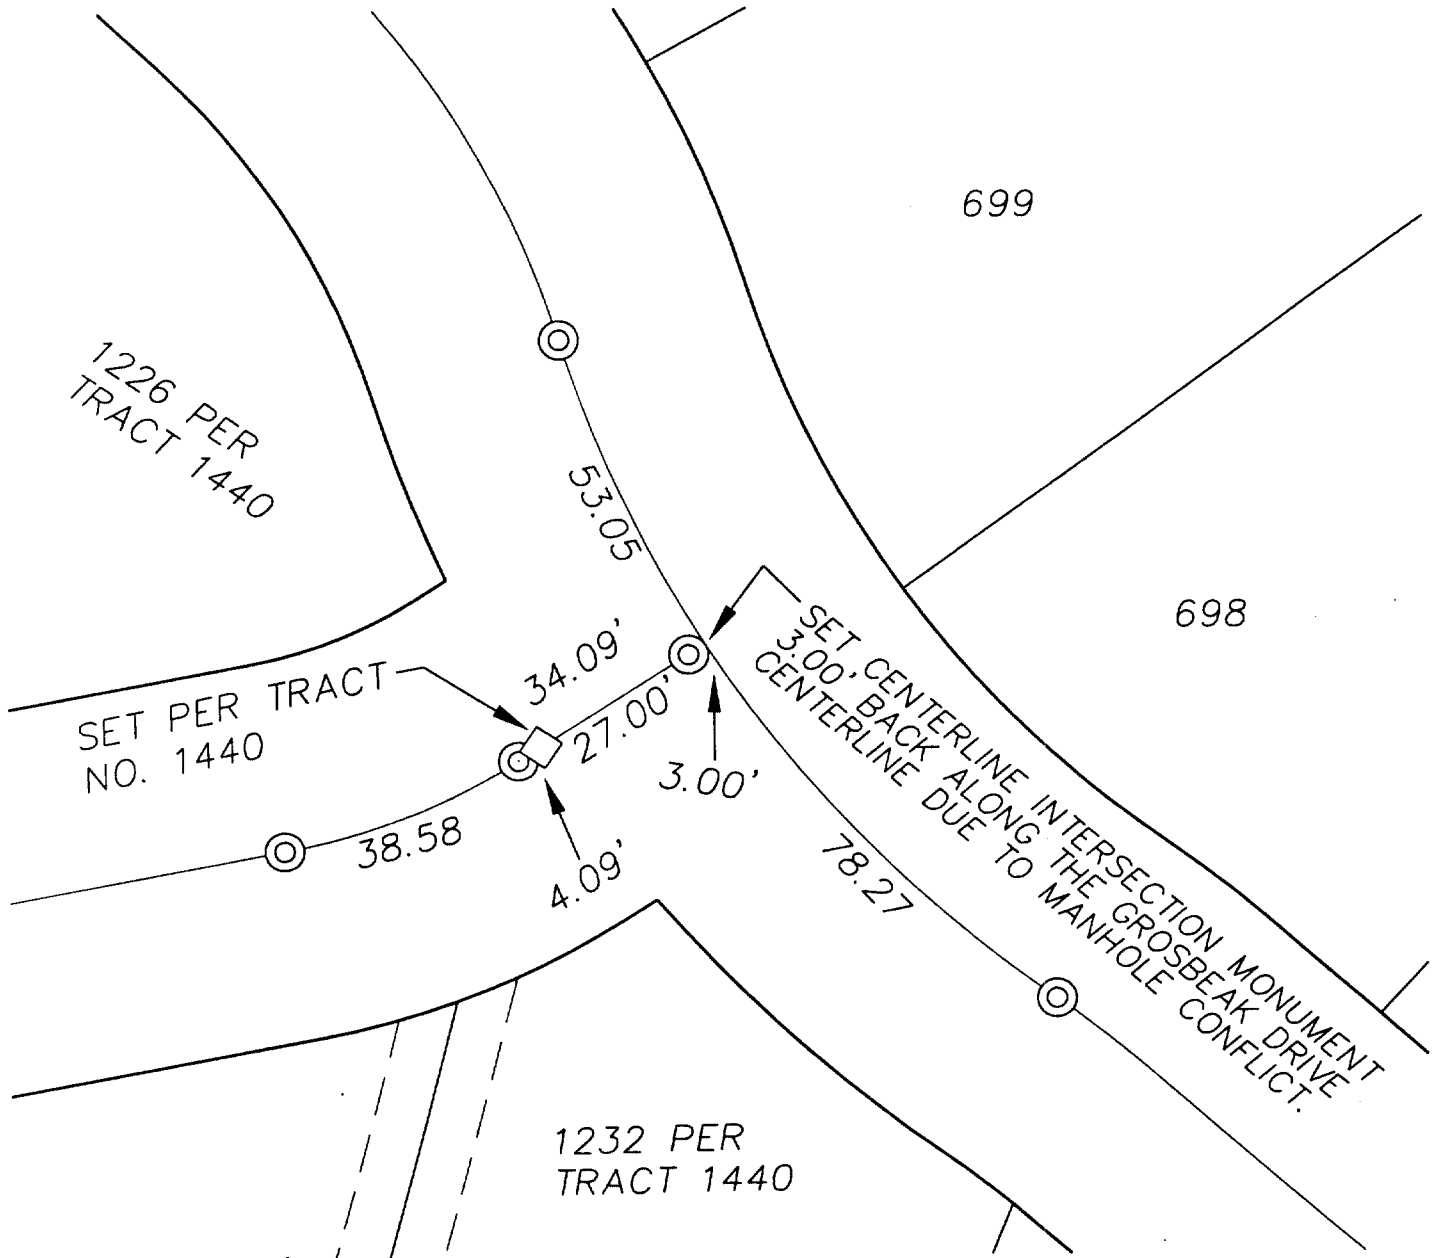 699
1226 PER
TRACT 1440
53.05
698
34.09'
SET PER TRACT
NO. 1440
27.00'
3.00'
SET CENTERLINE INTERSECTION MONUMENT
3.00' BACK ALONG THE GROSBEAK DRIVE
CENTERLINE DUE TO MANHOLE CONFLICT.
38.58
4.09'
78.27
1232 PER
TRACT 1440